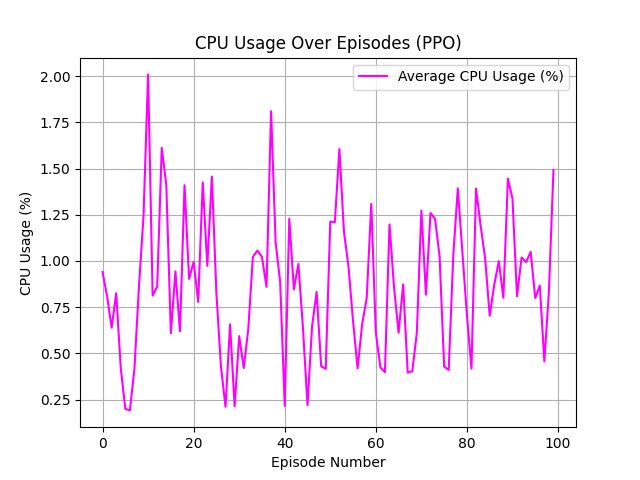 CPU Usage Over Episodes (PPO)
Average CPU Usage (%)
CPU Usage (%)
2.00
1.75
1.50
1.25
1.00
0.75
0.50
0.25
0 20 40 60 80 100
Episode Number